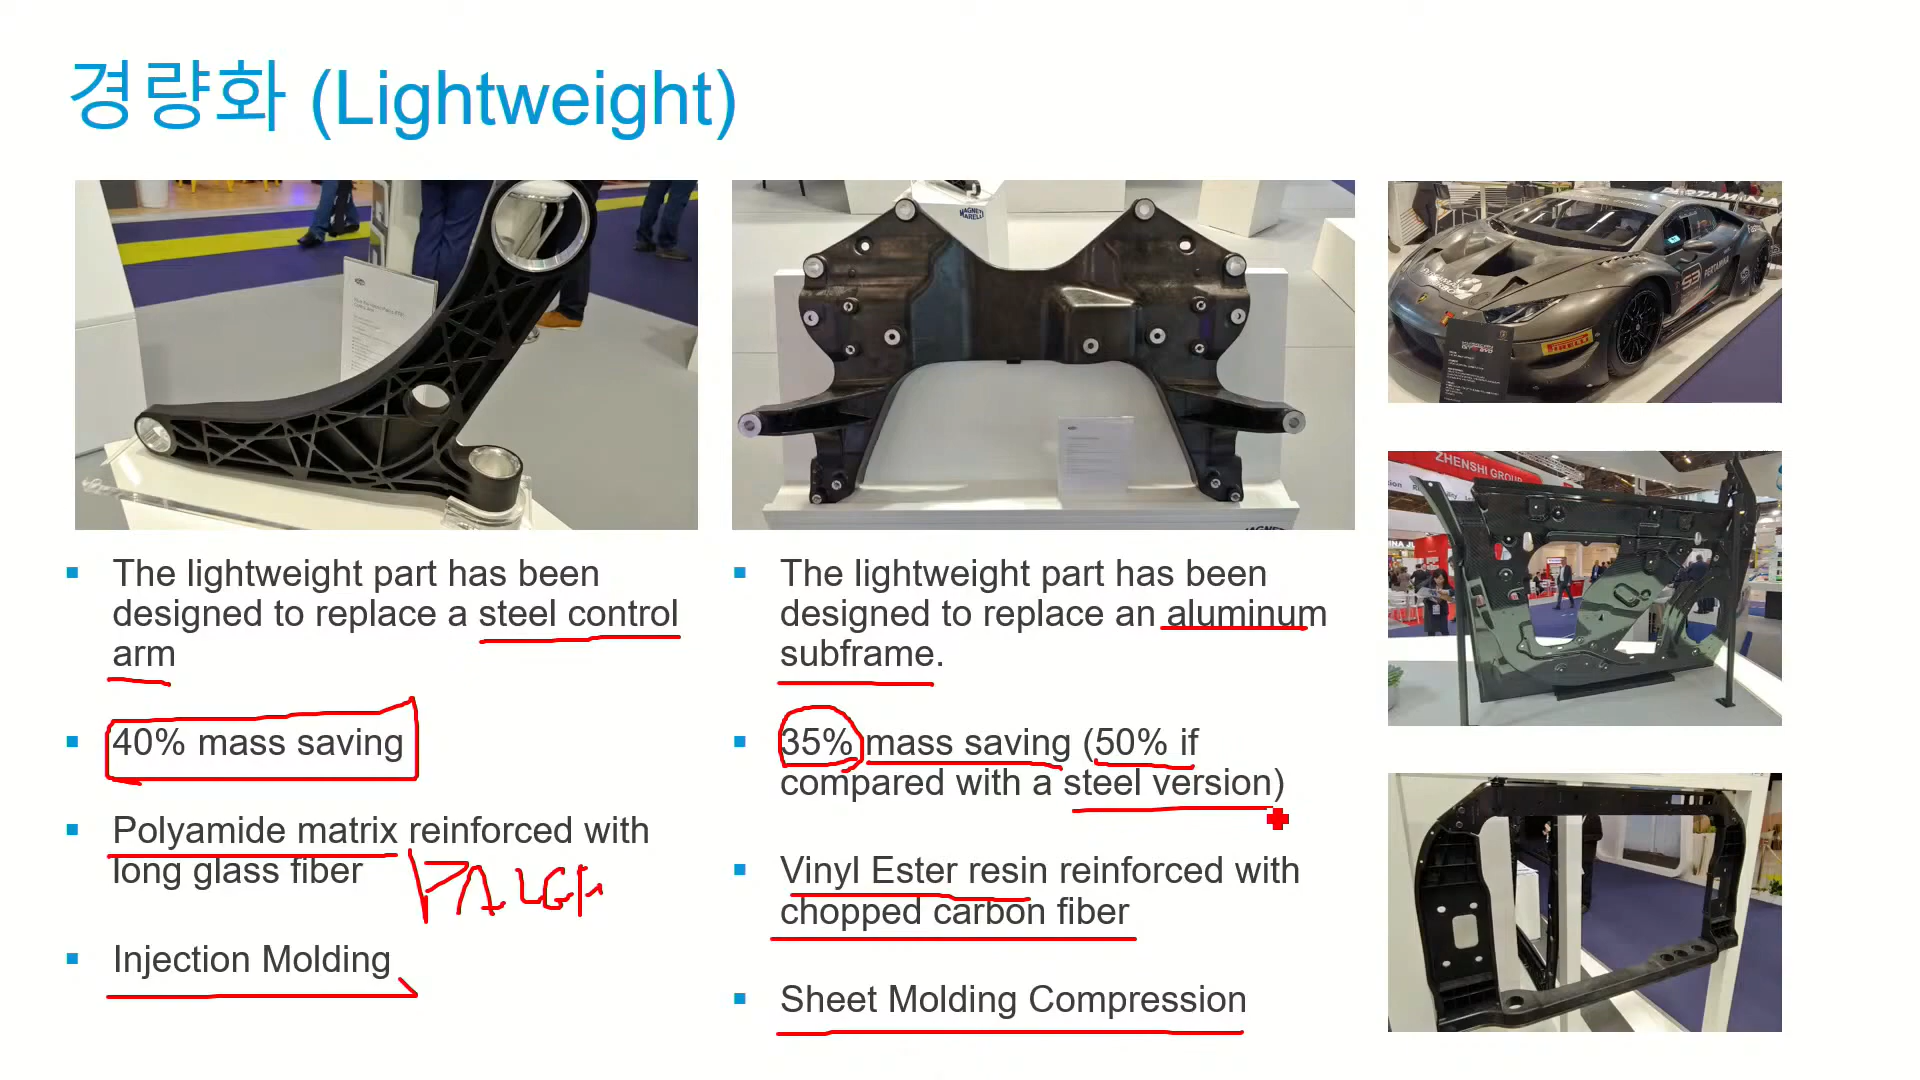 경량화 (Lightweight)
MAGNETI
MARELLI
ZHENSHI GROUP
PERTAMINA
PIRELLI
The lightweight part has been
designed to replace a steel control
arm
40% mass saving
Polyamide matrix reinforced with
long glass fiber
Injection Molding
The lightweight part has been
designed to replace an aluminum
subframe.
35% mass saving (50% if
compared with a steel version)
Vinyl Ester resin reinforced with
chopped carbon fiber
Sheet Molding Compression